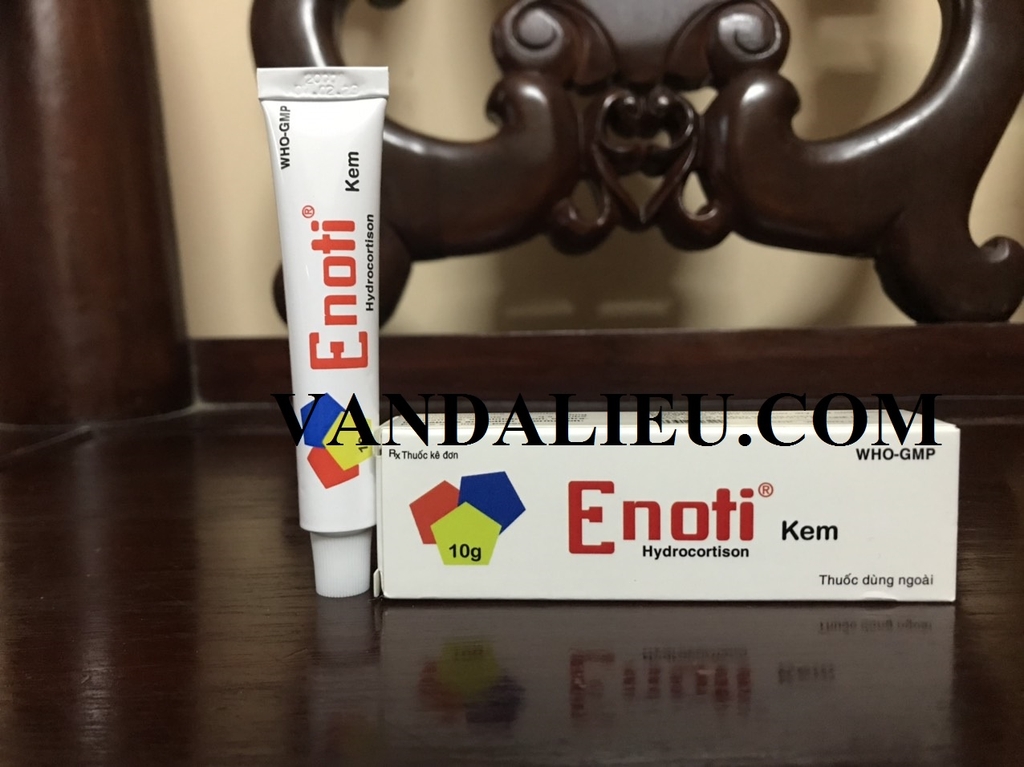 WHO-GMP
Enoti® Kem
Hydrocortison
VANDALIEU.COM
Rx Thuốc kê đơn
WHO-GMP
10g
Enoti® Kem
Hydrocortison
Thuốc dùng ngoài